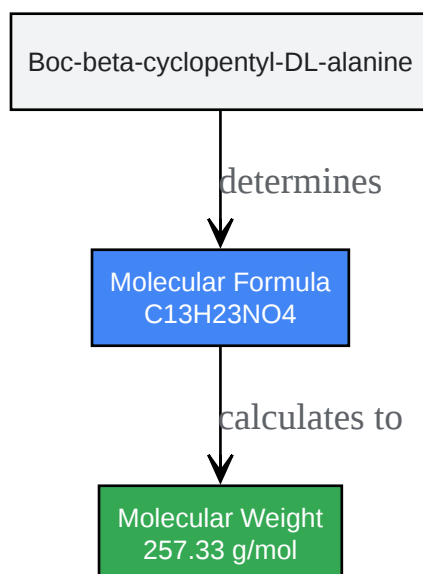 Boc-beta-cyclopentyl-DL-alanine
determines
Molecular Formula
C13H23NO4
calculates to
Molecular Weight
257.33 g/mol